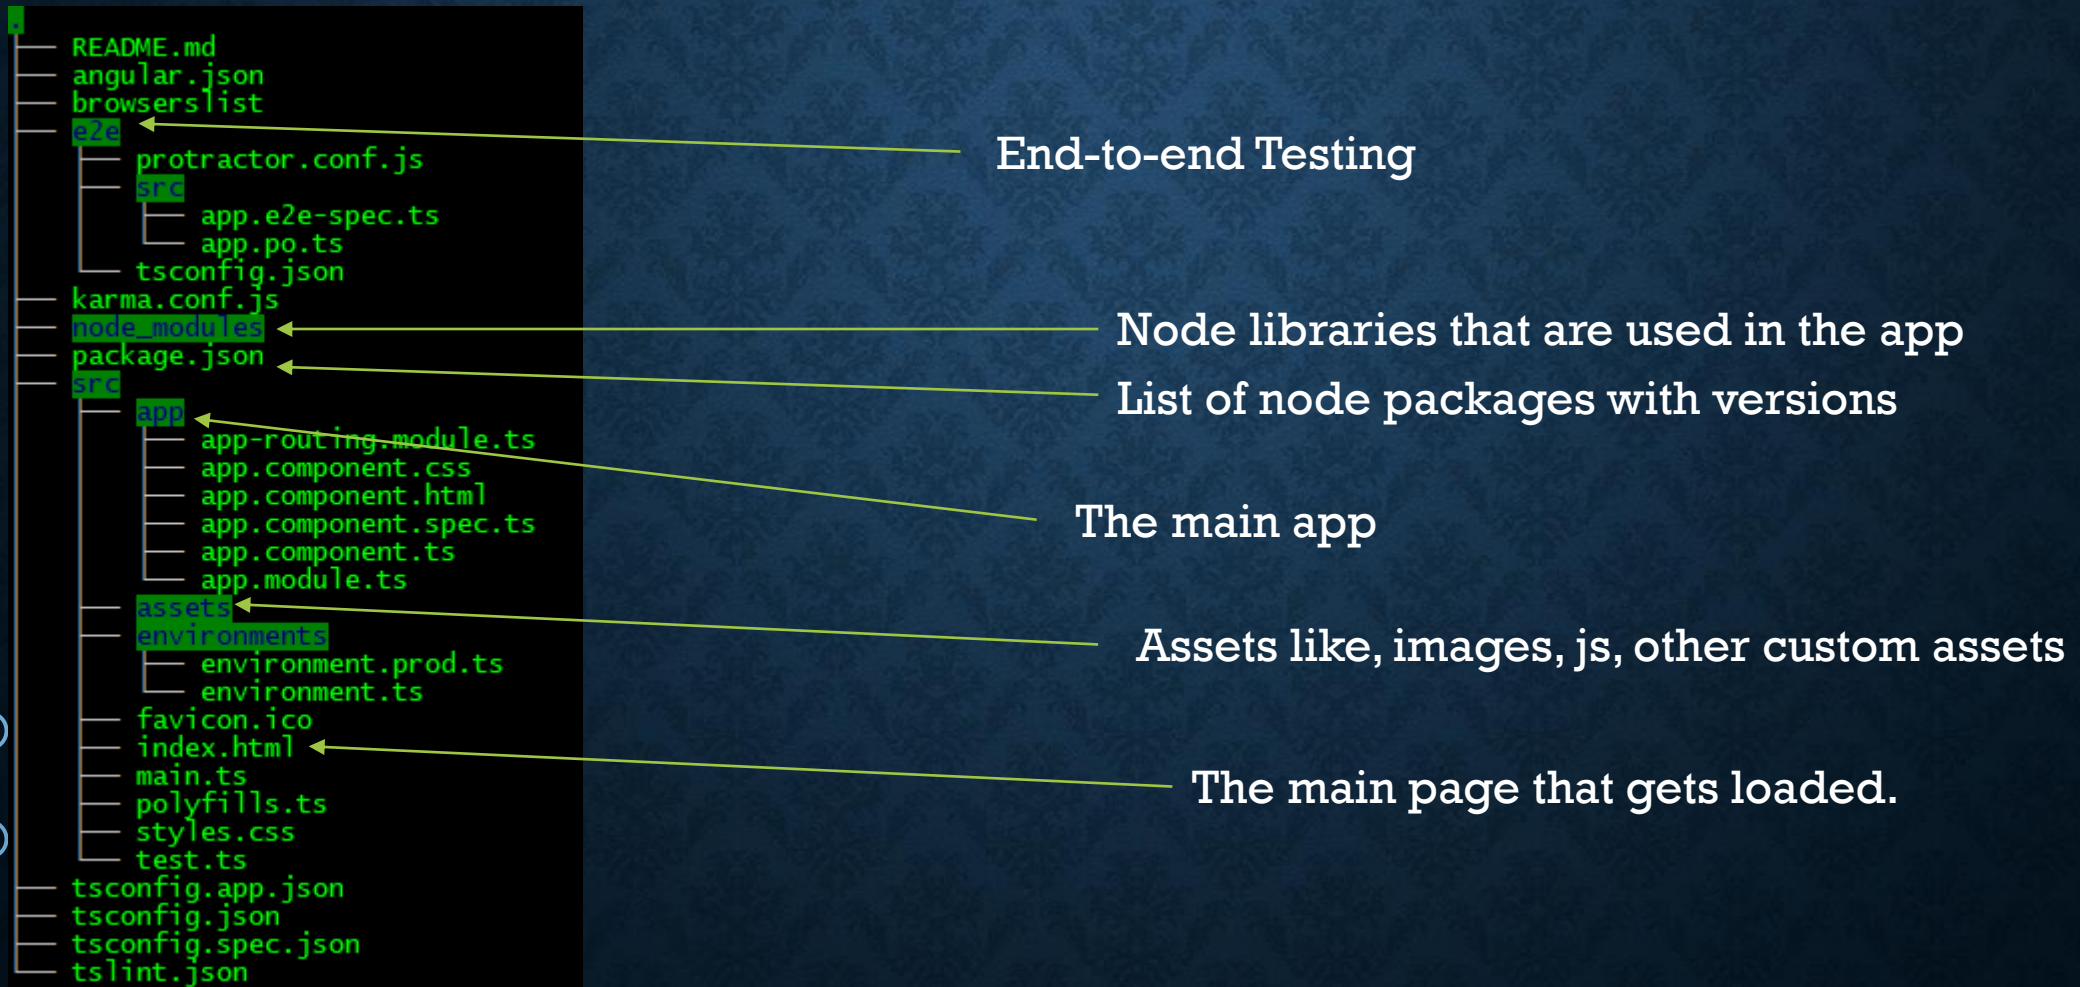 .
├── README.md
├── angular.json
├── browserslist
├── e2e
│   ├── protractor.conf.js
│   ├── src
│   │   ├── app.e2e-spec.ts
│   │   └── app.po.ts
│   └── tsconfig.json
├── karma.conf.js
├── node_modules
├── package.json
├── src
│   ├── app
│   │   ├── app-routing.module.ts
│   │   ├── app.component.css
│   │   ├── app.component.html
│   │   ├── app.component.spec.ts
│   │   ├── app.component.ts
│   │   └── app.module.ts
│   ├── assets
│   ├── environments
│   │   ├── environment.prod.ts
│   │   └── environment.ts
│   ├── favicon.ico
│   ├── index.html
│   ├── main.ts
│   ├── polyfills.ts
│   ├── styles.css
│   └── test.ts
├── tsconfig.app.json
├── tsconfig.json
├── tsconfig.spec.json
└── tslint.json
End-to-end Testing
Node libraries that are used in the app
List of node packages with versions
The main app
Assets like, images, js, other custom assets
The main page that gets loaded.